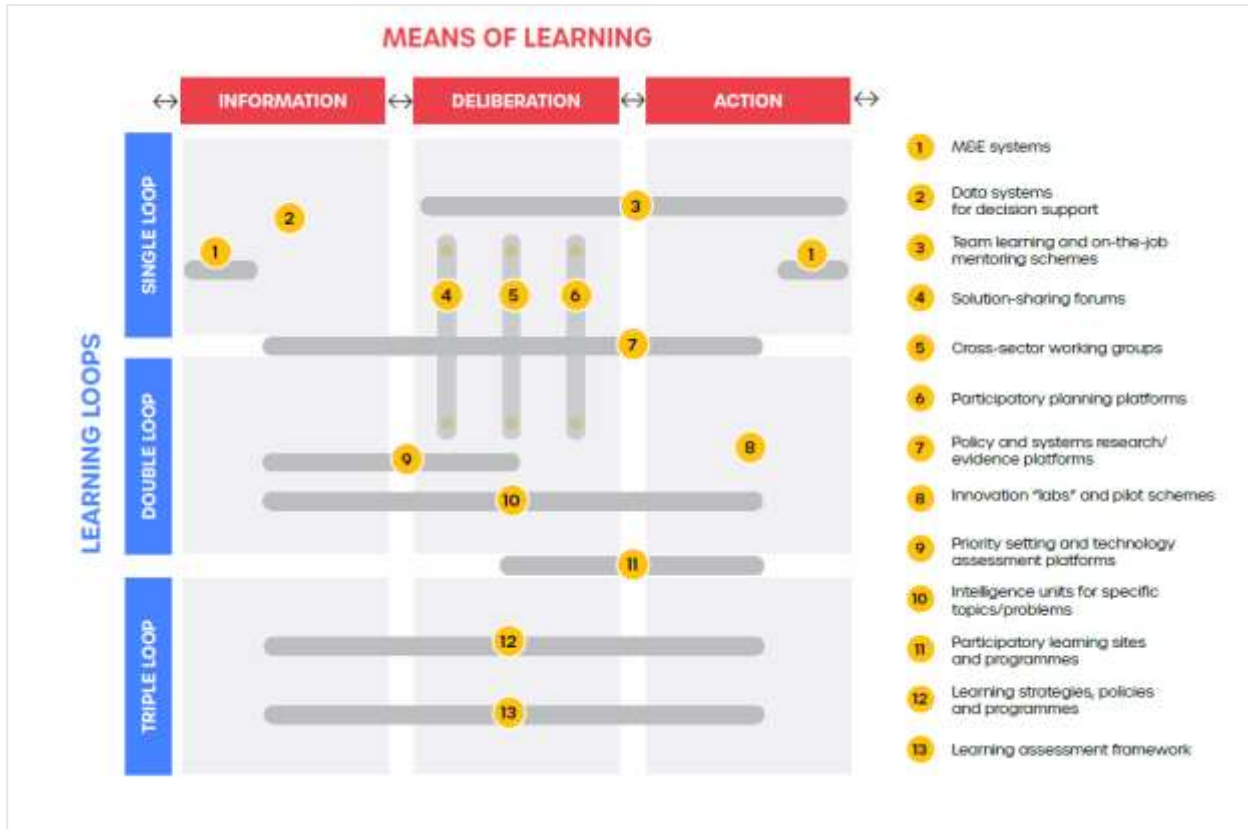 MEANS OF LEARNING
↔ INFORMATION ↔ DELIBERATION ↔ ACTION ↔
LEARNING LOOPS
SINGLE LOOP
DOUBLE LOOP
TRIPLE LOOP
2
3
1
1
4
5
6
7
8
9
10
11
12
13
1 M&E systems
2 Data systems
for decision support
3 Team learning and on-the-job
mentoring schemes
4 Solution-sharing forums
5 Cross-sector working groups
6 Participatory planning platforms
7 Policy and systems research/
evidence platforms
8 Innovation "labs" and pilot schemes
9 Priority setting and technology
assessment platforms
10 Intelligence units for specific
topics/problems
11 Participatory learning sites
and programmes
12 Learning strategies, policies
and programmes
13 Learning assessment framework